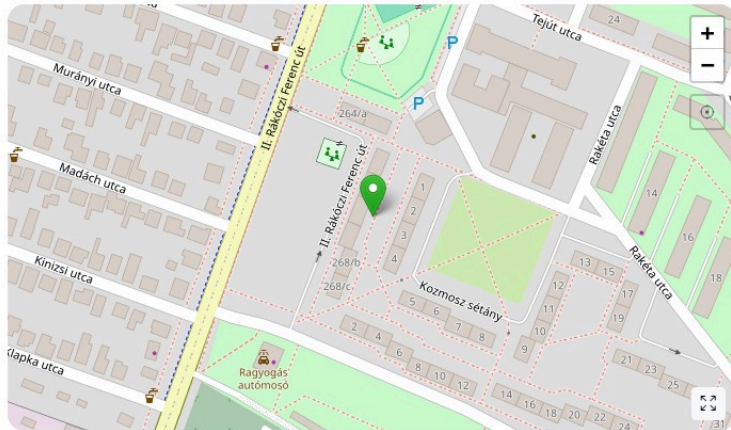 24
Tejút utca
+
−
P
P
Murányi utca
II. Rákóczi Ferenc út
264/a
Rakéta utca
Madách utca
II. Rákóczi Ferenc út
1
2
3
4
14
16
18
268/b
268/c
Kinizsi utca
Kozmosz sétány
13
15
17
19
12
11
10
9
Rakéta utca
5
6
7
8
2
4
6
8
10
12
14
16
18
20
22
24
21
23
25
31
Klapka utca
Ragyogás
autómosó